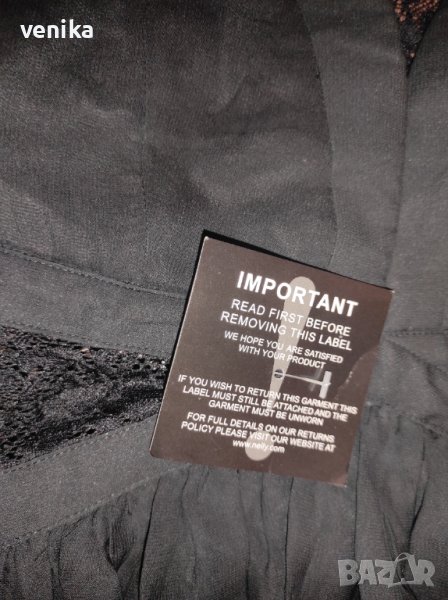 venika
IMPORTANT
READ FIRST BEFORE
REMOVING THIS LABEL
WE HOPE YOU ARE SATISFIED
WITH YOUR PRODUCT
IF YOU WISH TO RETURN THIS GARMENT THIS
LABEL MUST STILL BE ATTACHED AND THE
GARMENT MUST BE UNWORN
FOR FULL DETAILS ON OUR RETURNS
POLICY PLEASE VISIT OUR WEBSITE AT
www.nelly.com
BAZAR